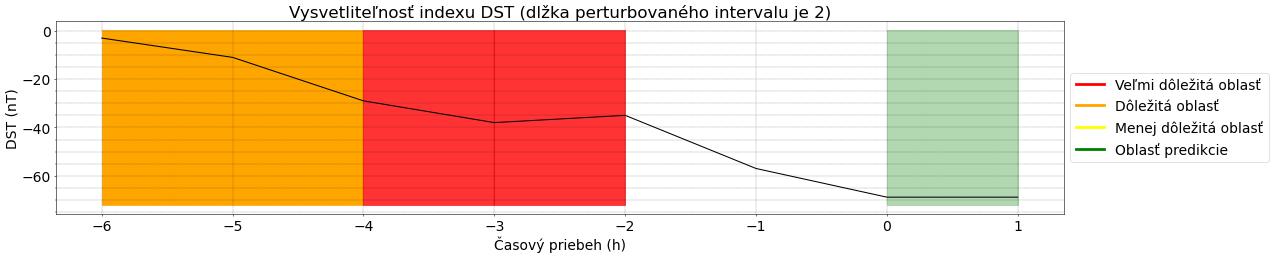 Vysvetliteľnosť indexu DST (dĺžka perturbovaného intervalu je 2)
DST (nT)
0
−20
−40
−60
−6 −5 −4 −3 −2 −1 0 1
Časový priebeh (h)
Veľmi dôležitá oblasť
Dôležitá oblasť
Menej dôležitá oblasť
Oblasť predikcie